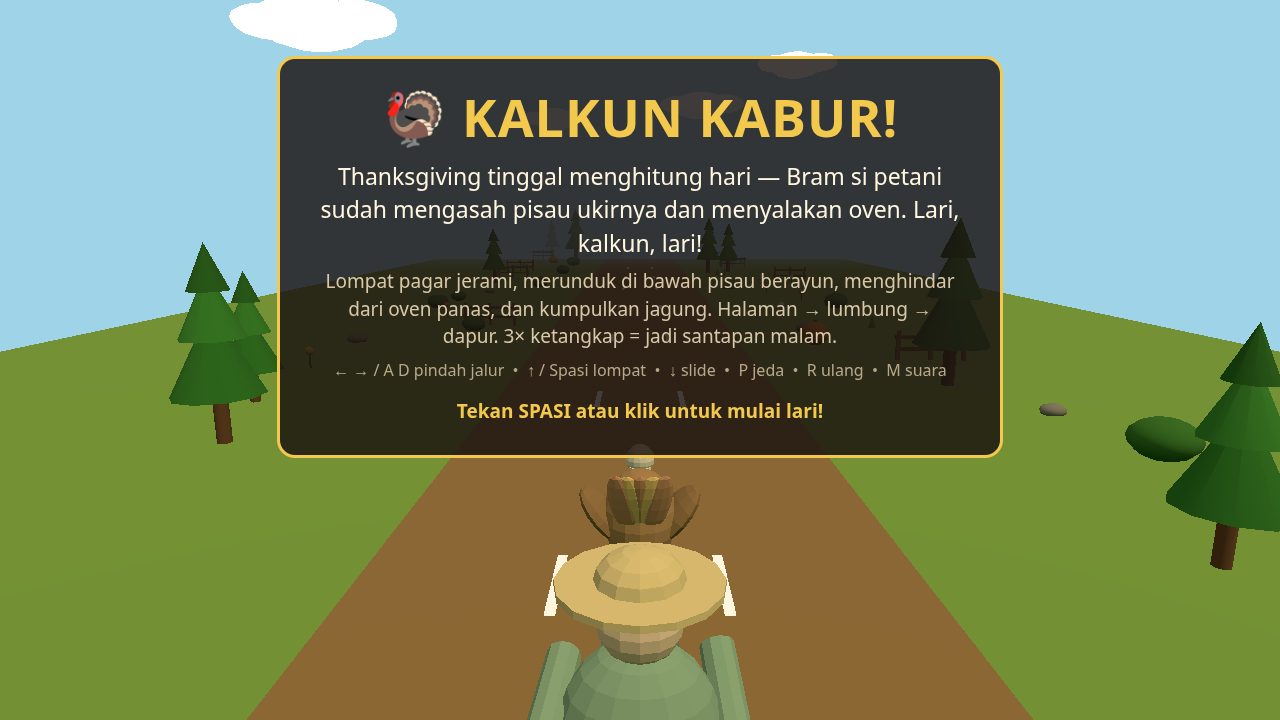 KALKUN KABUR!
Thanksgiving tinggal menghitung hari — Bram si petani
sudah mengasah pisau ukirnya dan menyalakan oven. Lari,
kalkun, lari!
Lompat pagar jerami, merunduk di bawah pisau berayun, menghindar
dari oven panas, dan kumpulkan jagung. Halaman → lumbung →
dapur. 3× ketangkap = jadi santapan malam.
← → / A D pindah jalur • ↑ / Spasi lompat • ↓ slide • P jeda • R ulang • M suara
Tekan SPASI atau klik untuk mulai lari!